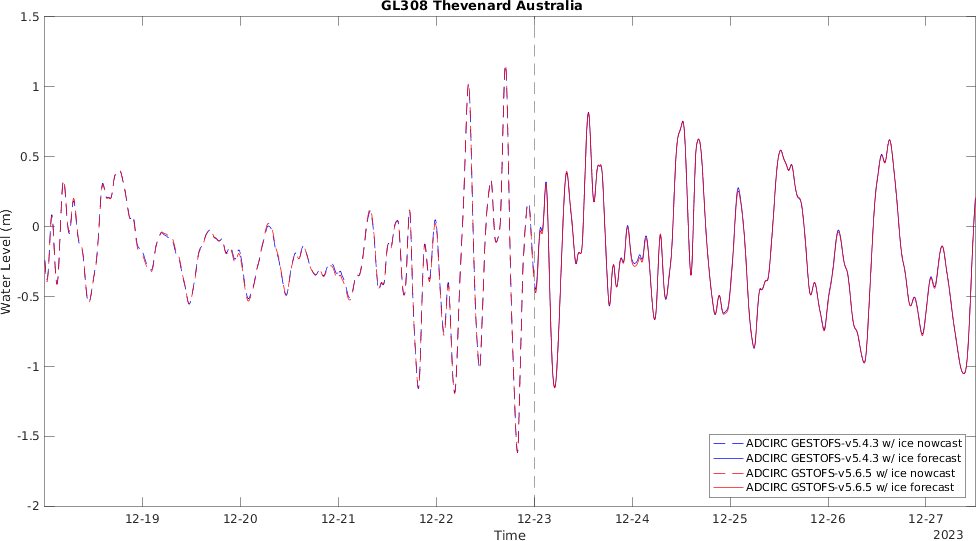 GL308 Thevenard Australia
1.5
1
0.5
0
-0.5
-1
-1.5
-2
Water Level (m)
12-19
12-20
12-21
12-22
12-23
12-24
12-25
12-26
12-27
Time
2023
ADCIRC GESTOFS-v5.4.3 w/ ice nowcast
ADCIRC GESTOFS-v5.4.3 w/ ice forecast
ADCIRC GSTOFS-v5.6.5 w/ ice nowcast
ADCIRC GSTOFS-v5.6.5 w/ ice forecast